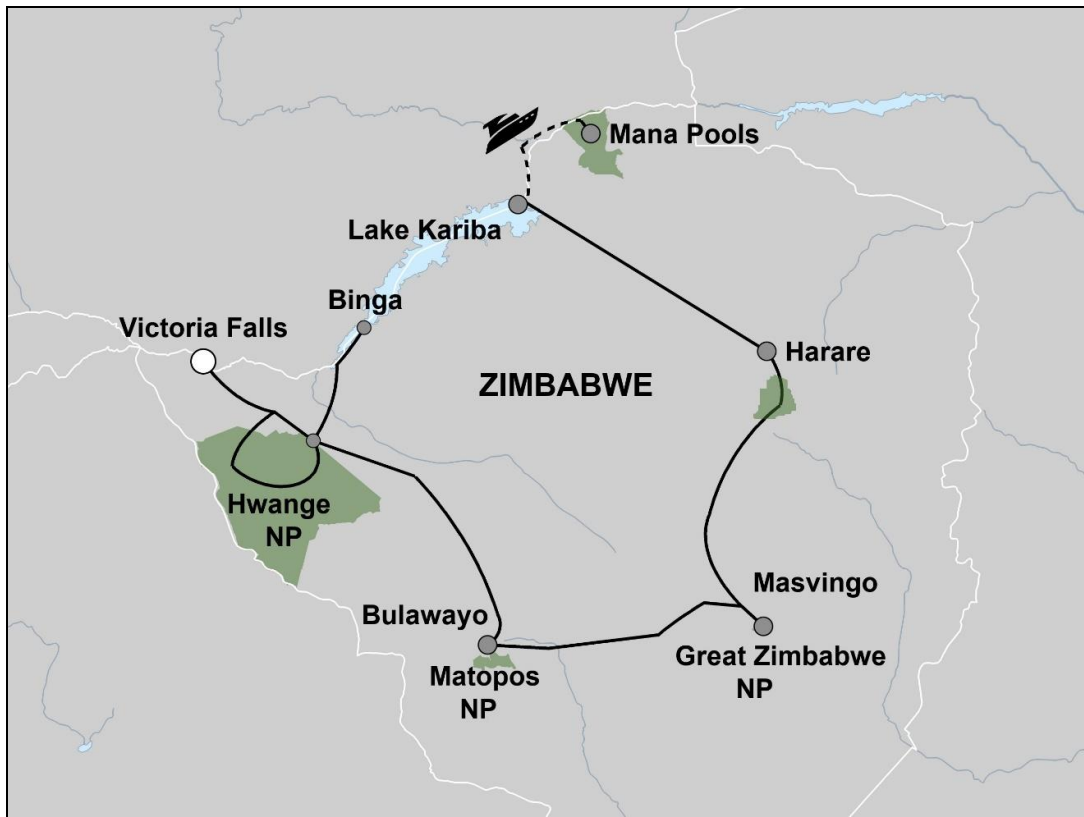 Mana Pools
Lake Kariba
Binga
Victoria Falls
Harare
ZIMBABWE
Hwange
NP
Masvingo
Bulawayo
Great Zimbabwe
NP
Matopos
NP